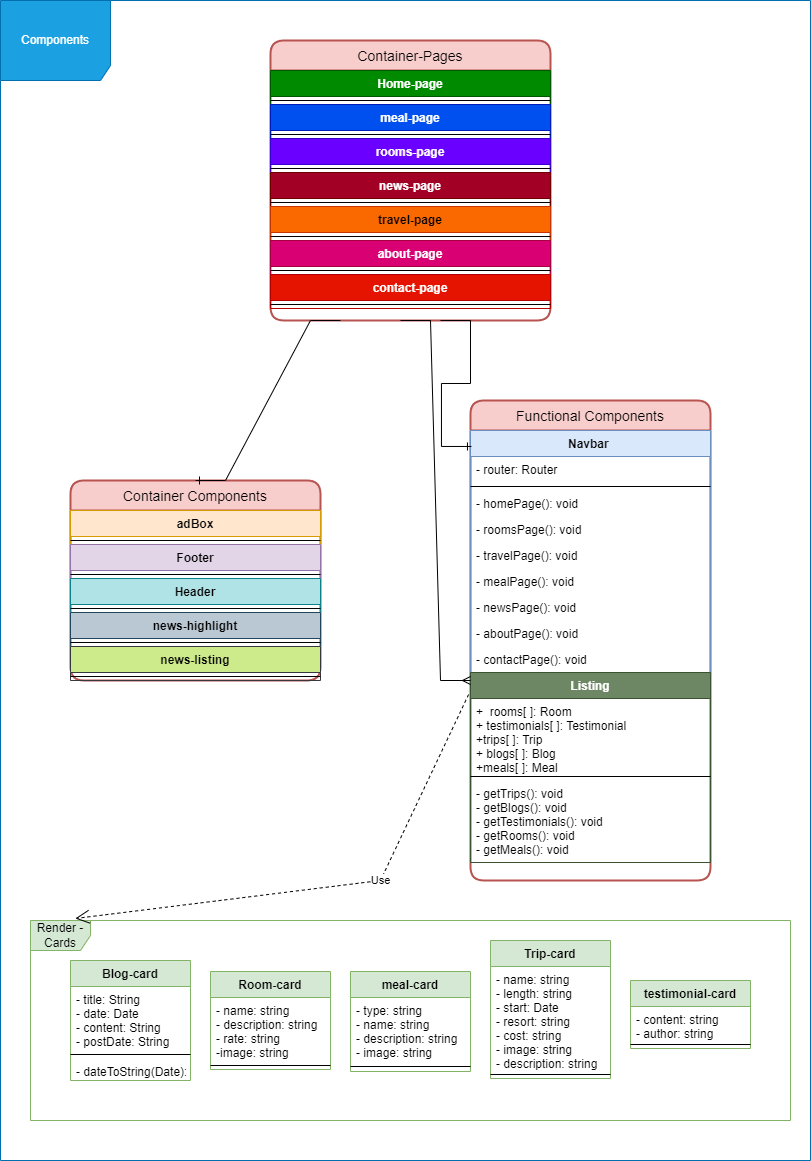 Components
Container-Pages
Home-page
meal-page
rooms-page
news-page
travel-page
about-page
contact-page
Container Components
adBox
Footer
Header
news-highlight
news-listing
Functional Components
Navbar
- router: Router
- homePage(): void
- roomsPage(): void
- travelPage(): void
- mealPage(): void
- newsPage(): void
- aboutPage(): void
- contactPage(): void
Listing
+ rooms[ ]: Room
+ testimonials[ ]: Testimonial
+trips[ ]: Trip
+ blogs[ ]: Blog
+meals[ ]: Meal
- getTrips(): void
- getBlogs(): void
- getTestimonials(): void
- getRooms(): void
- getMeals(): void
Use
Render -
Cards
Blog-card
- title: String
- date: Date
- content: String
- postDate: String
- dateToString(Date):
Room-card
- name: string
- description: string
- rate: string
-image: string
meal-card
- type: string
- name: string
- description: string
- image: string
Trip-card
- name: string
- length: string
- start: Date
- resort: string
- cost: string
- image: string
- description: string
testimonial-card
- content: string
- author: string